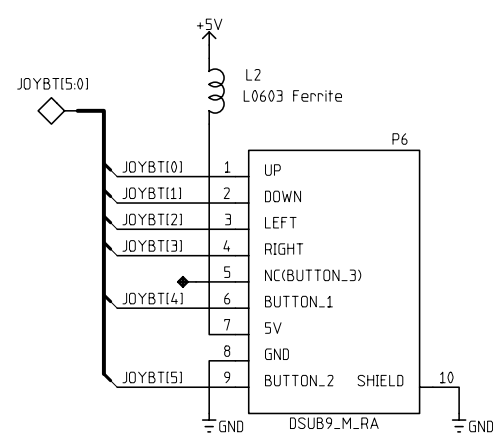 +5V
JOYBT[5:0]
L2
L0603 Ferrite
P6
JOYBT[0] 1 UP
JOYBT[1] 2 DOWN
JOYBT[2] 3 LEFT
JOYBT[3] 4 RIGHT
5 NC(BUTTON_3)
JOYBT[4] 6 BUTTON_1
7 5V
8 GND
JOYBT[5] 9 BUTTON_2 SHIELD 10
GND DSUB9_M_RA GND